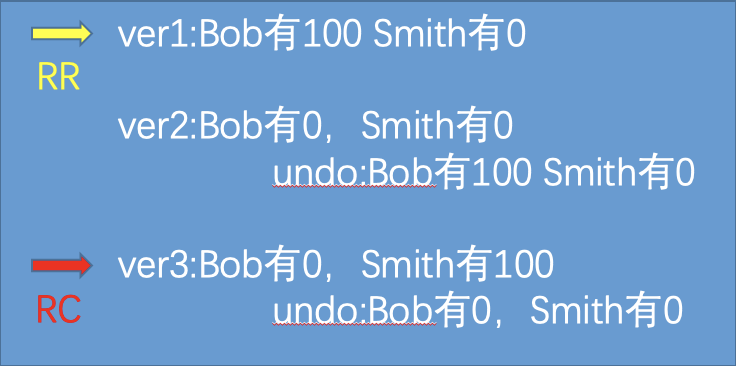 ver1:Bob有100 Smith有0
RR
ver2:Bob有0，Smith有0
undo:Bob有100 Smith有0
ver3:Bob有0，Smith有100
RC
undo:Bob有0，Smith有0